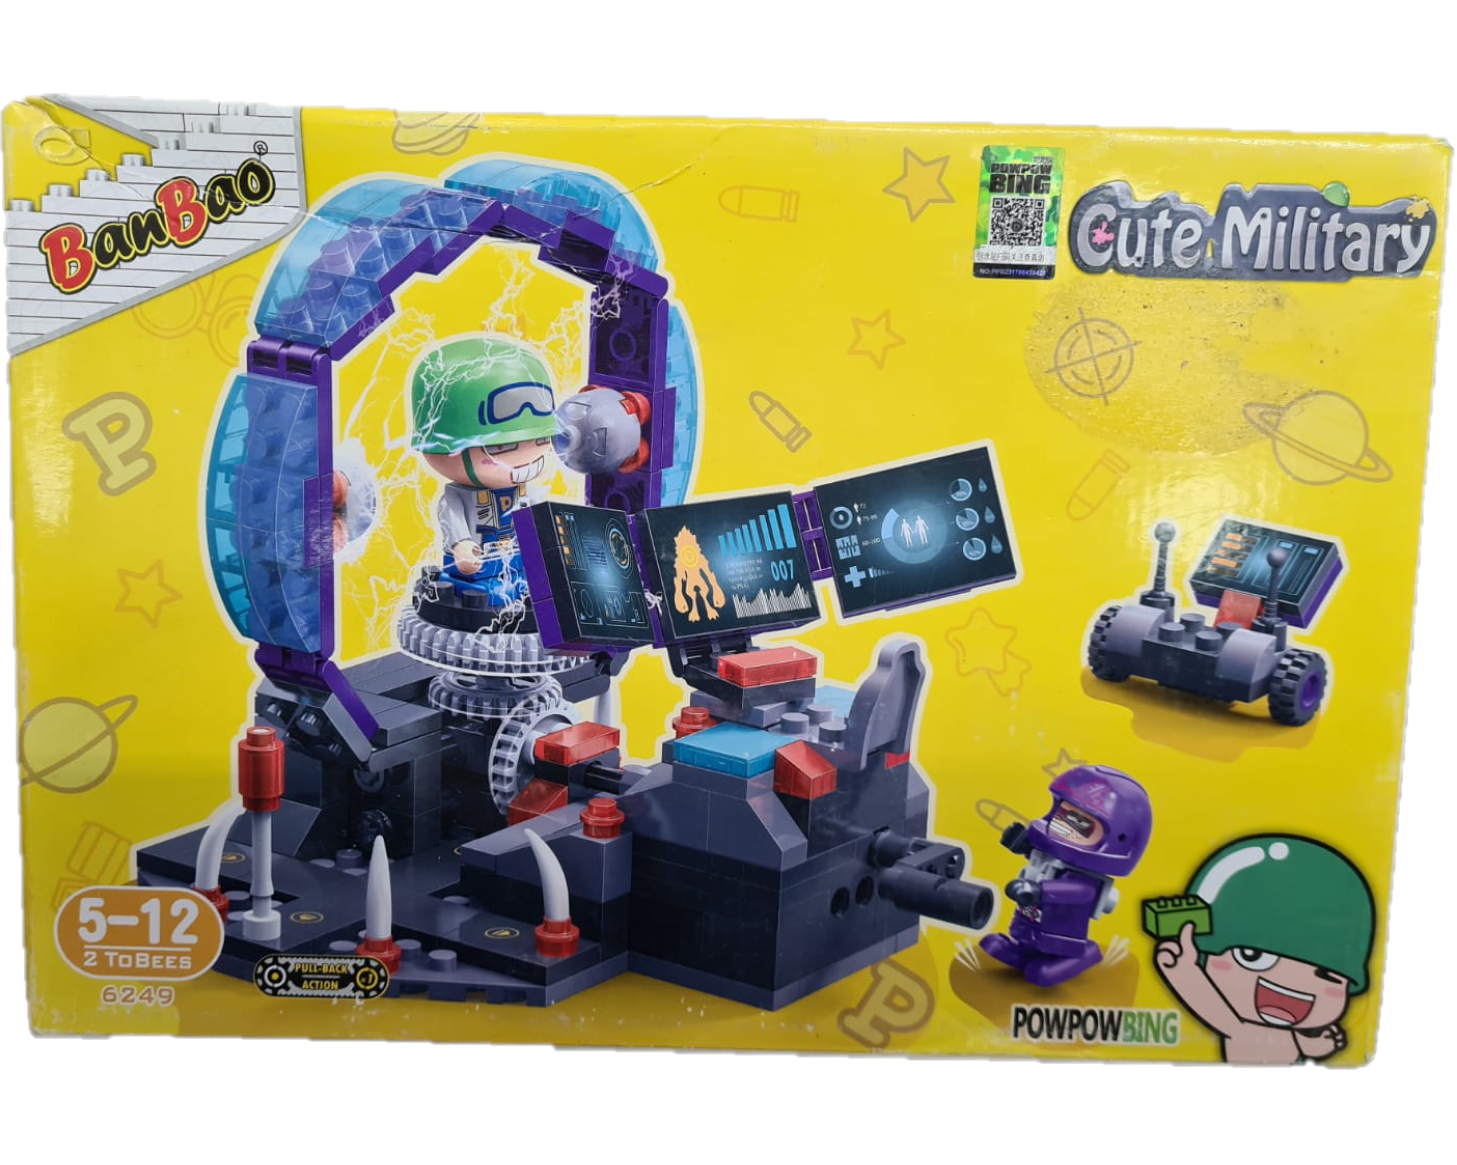 BanBao®
POWPOW
BING
Cute Military
P
007
5-12
2 ToBEES
6249
PULL-BACK
ACTION
P
POWPOWBING